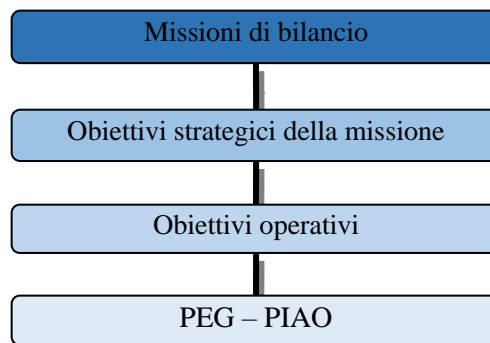 Missioni di bilancio
Obiettivi strategici della missione
Obiettivi operativi
PEG – PIAO